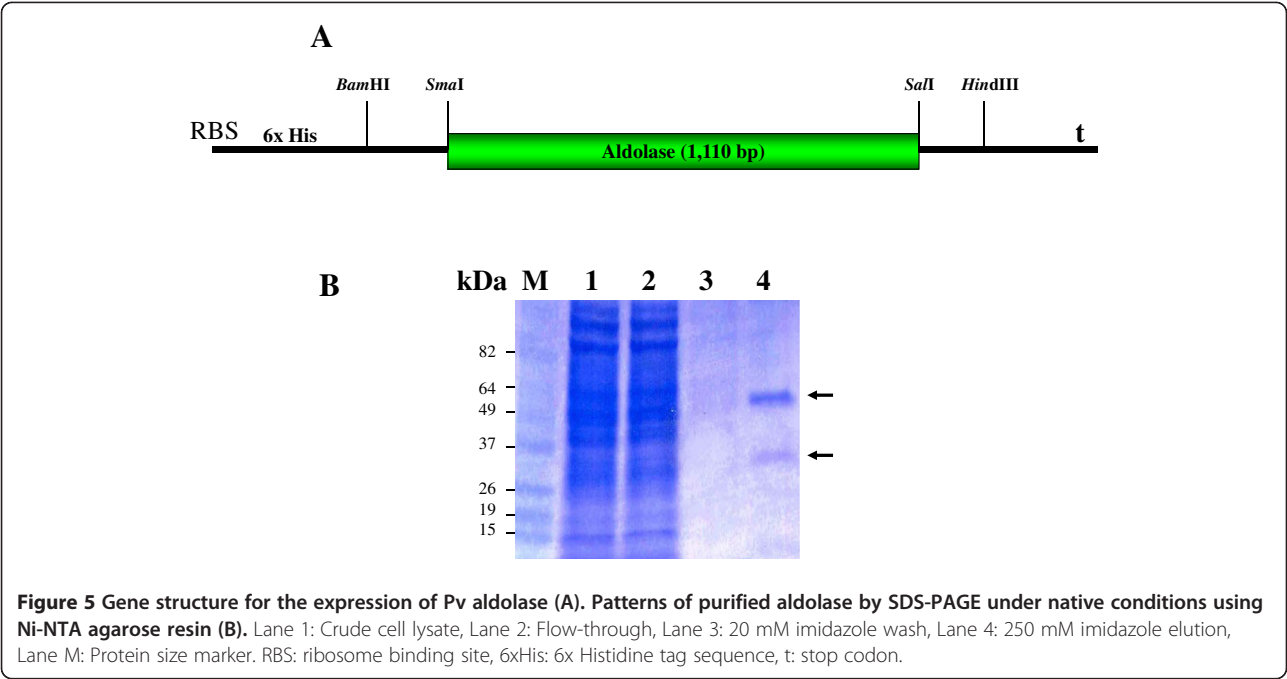 A
BamHI SmaI SalI HindIII
RBS 6x His t
Aldolase (1,110 bp)
B
kDa M 1 2 3 4
82
64
49
37
26
19
15
Figure 5 Gene structure for the expression of Pv aldolase (A). Patterns of purified aldolase by SDS-PAGE under native conditions using
Ni-NTA agarose resin (B). Lane 1: Crude cell lysate, Lane 2: Flow-through, Lane 3: 20 mM imidazole wash, Lane 4: 250 mM imidazole elution,
Lane M: Protein size marker. RBS: ribosome binding site, 6xHis: 6x Histidine tag sequence, t: stop codon.